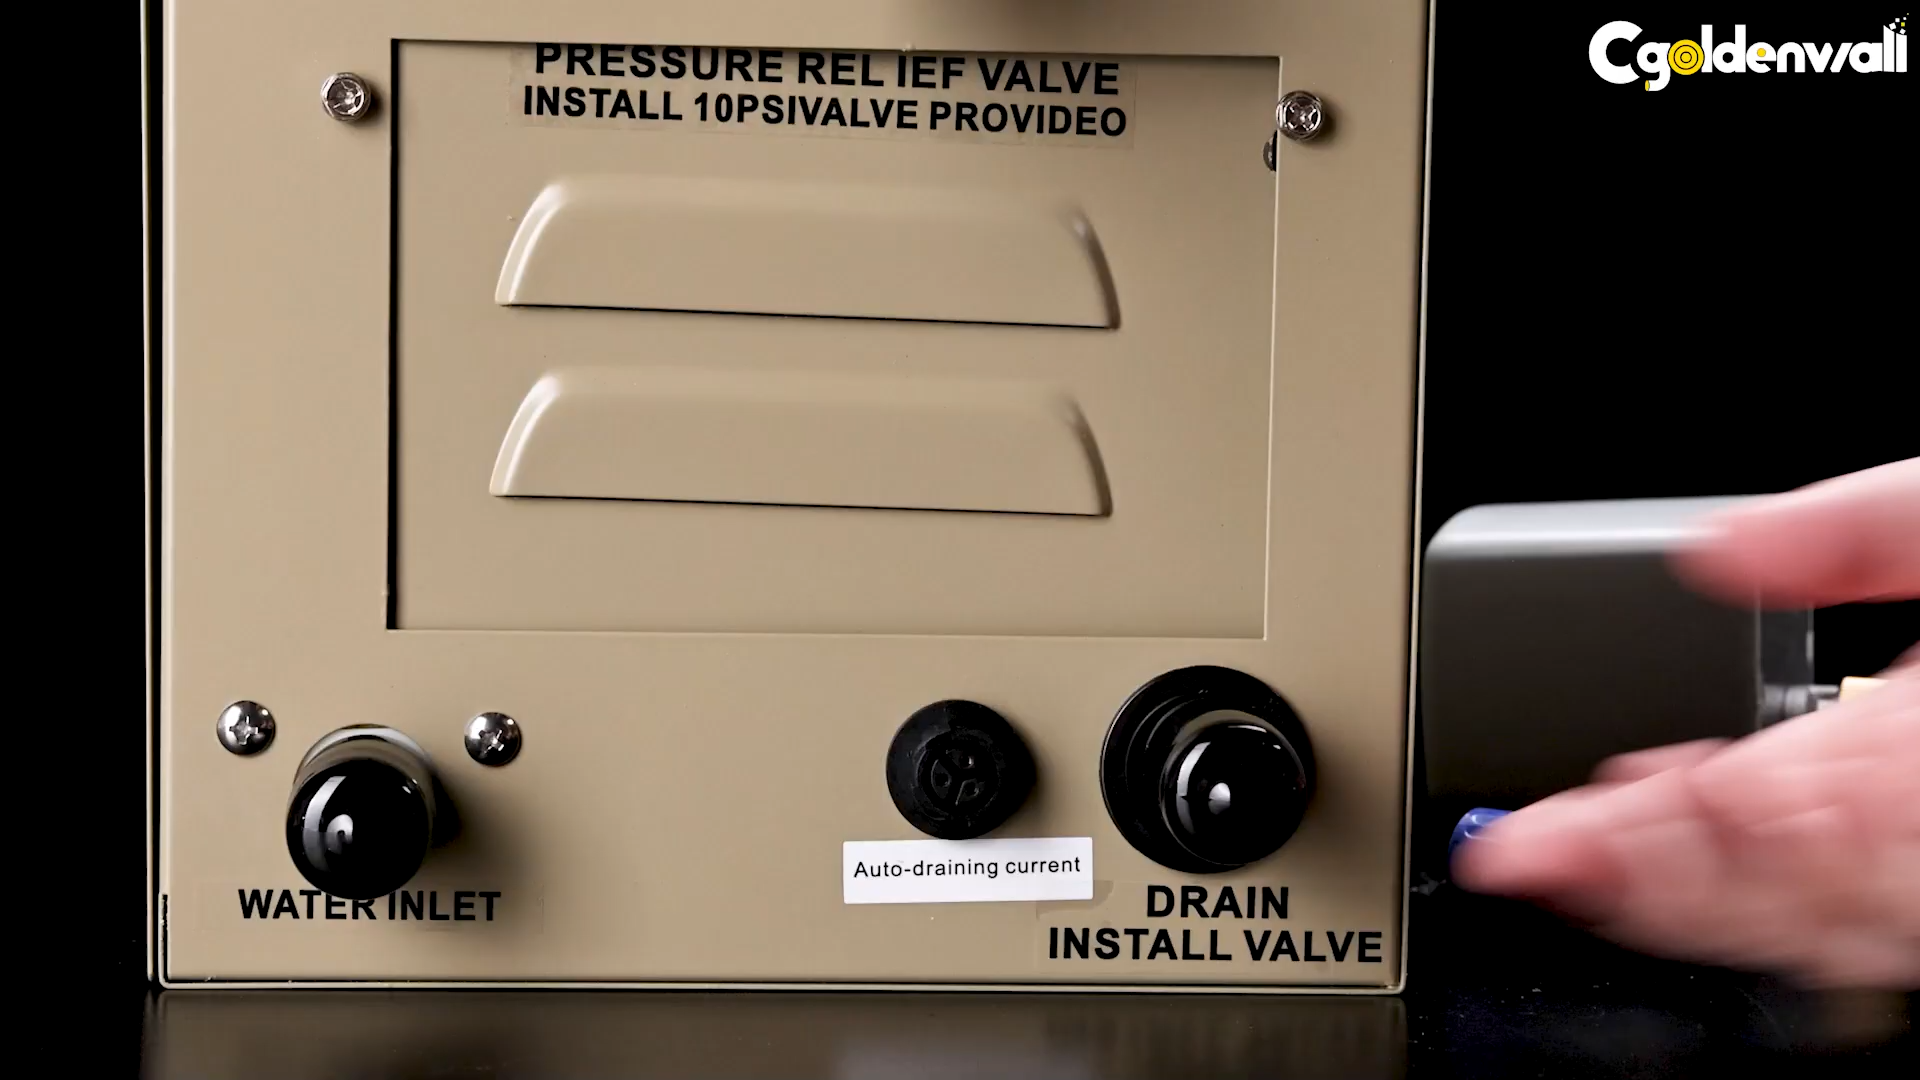 Cgoldenwall
PRESSURE REL IEF VALVE
INSTALL 10PSIVALVE PROVIDEO
Auto-draining current
WATER INLET
DRAIN
INSTALL VALVE